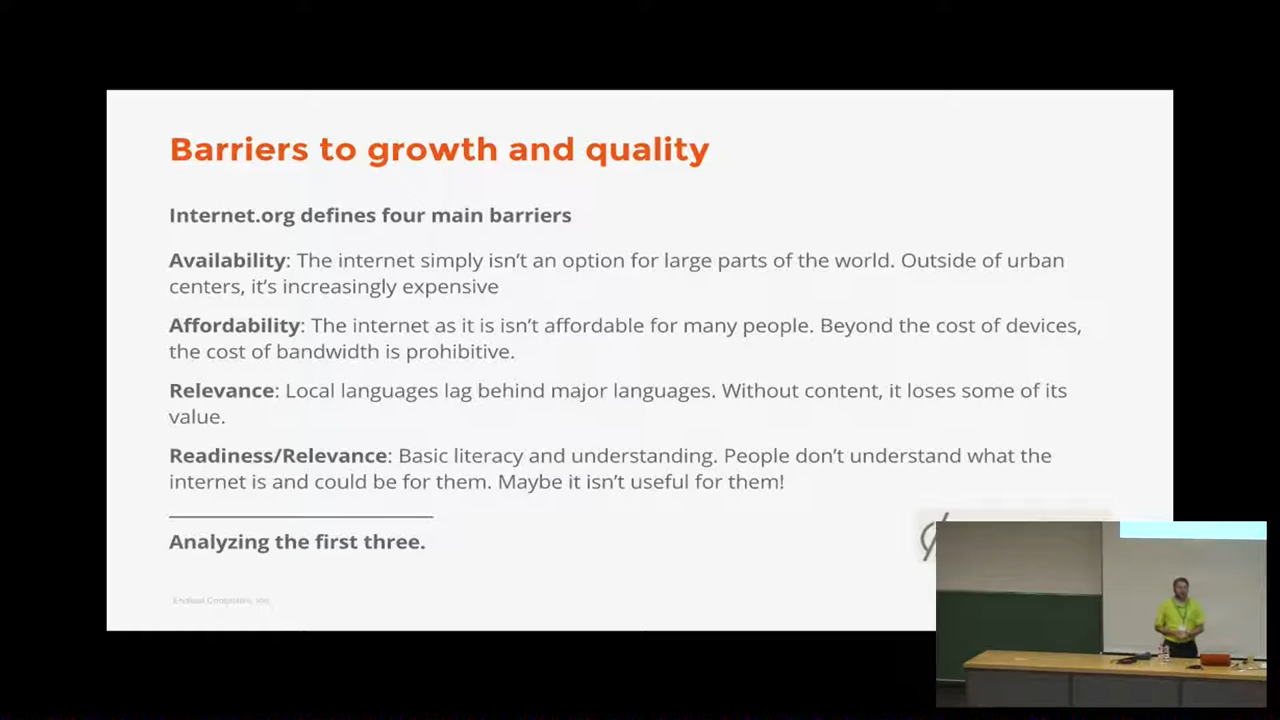 Barriers to growth and quality
Internet.org defines four main barriers
Availability: The internet simply isn't an option for large parts of the world. Outside of urban
centers, it's increasingly expensive
Affordability: The internet as it is isn't affordable for many people. Beyond the cost of devices,
the cost of bandwidth is prohibitive.
Relevance: Local languages lag behind major languages. Without content, it loses some of its
value.
Readiness/Relevance: Basic literacy and understanding. People don't understand what the
internet is and could be for them. Maybe it isn't useful for them!
Analyzing the first three.
Endless Computers, Inc.